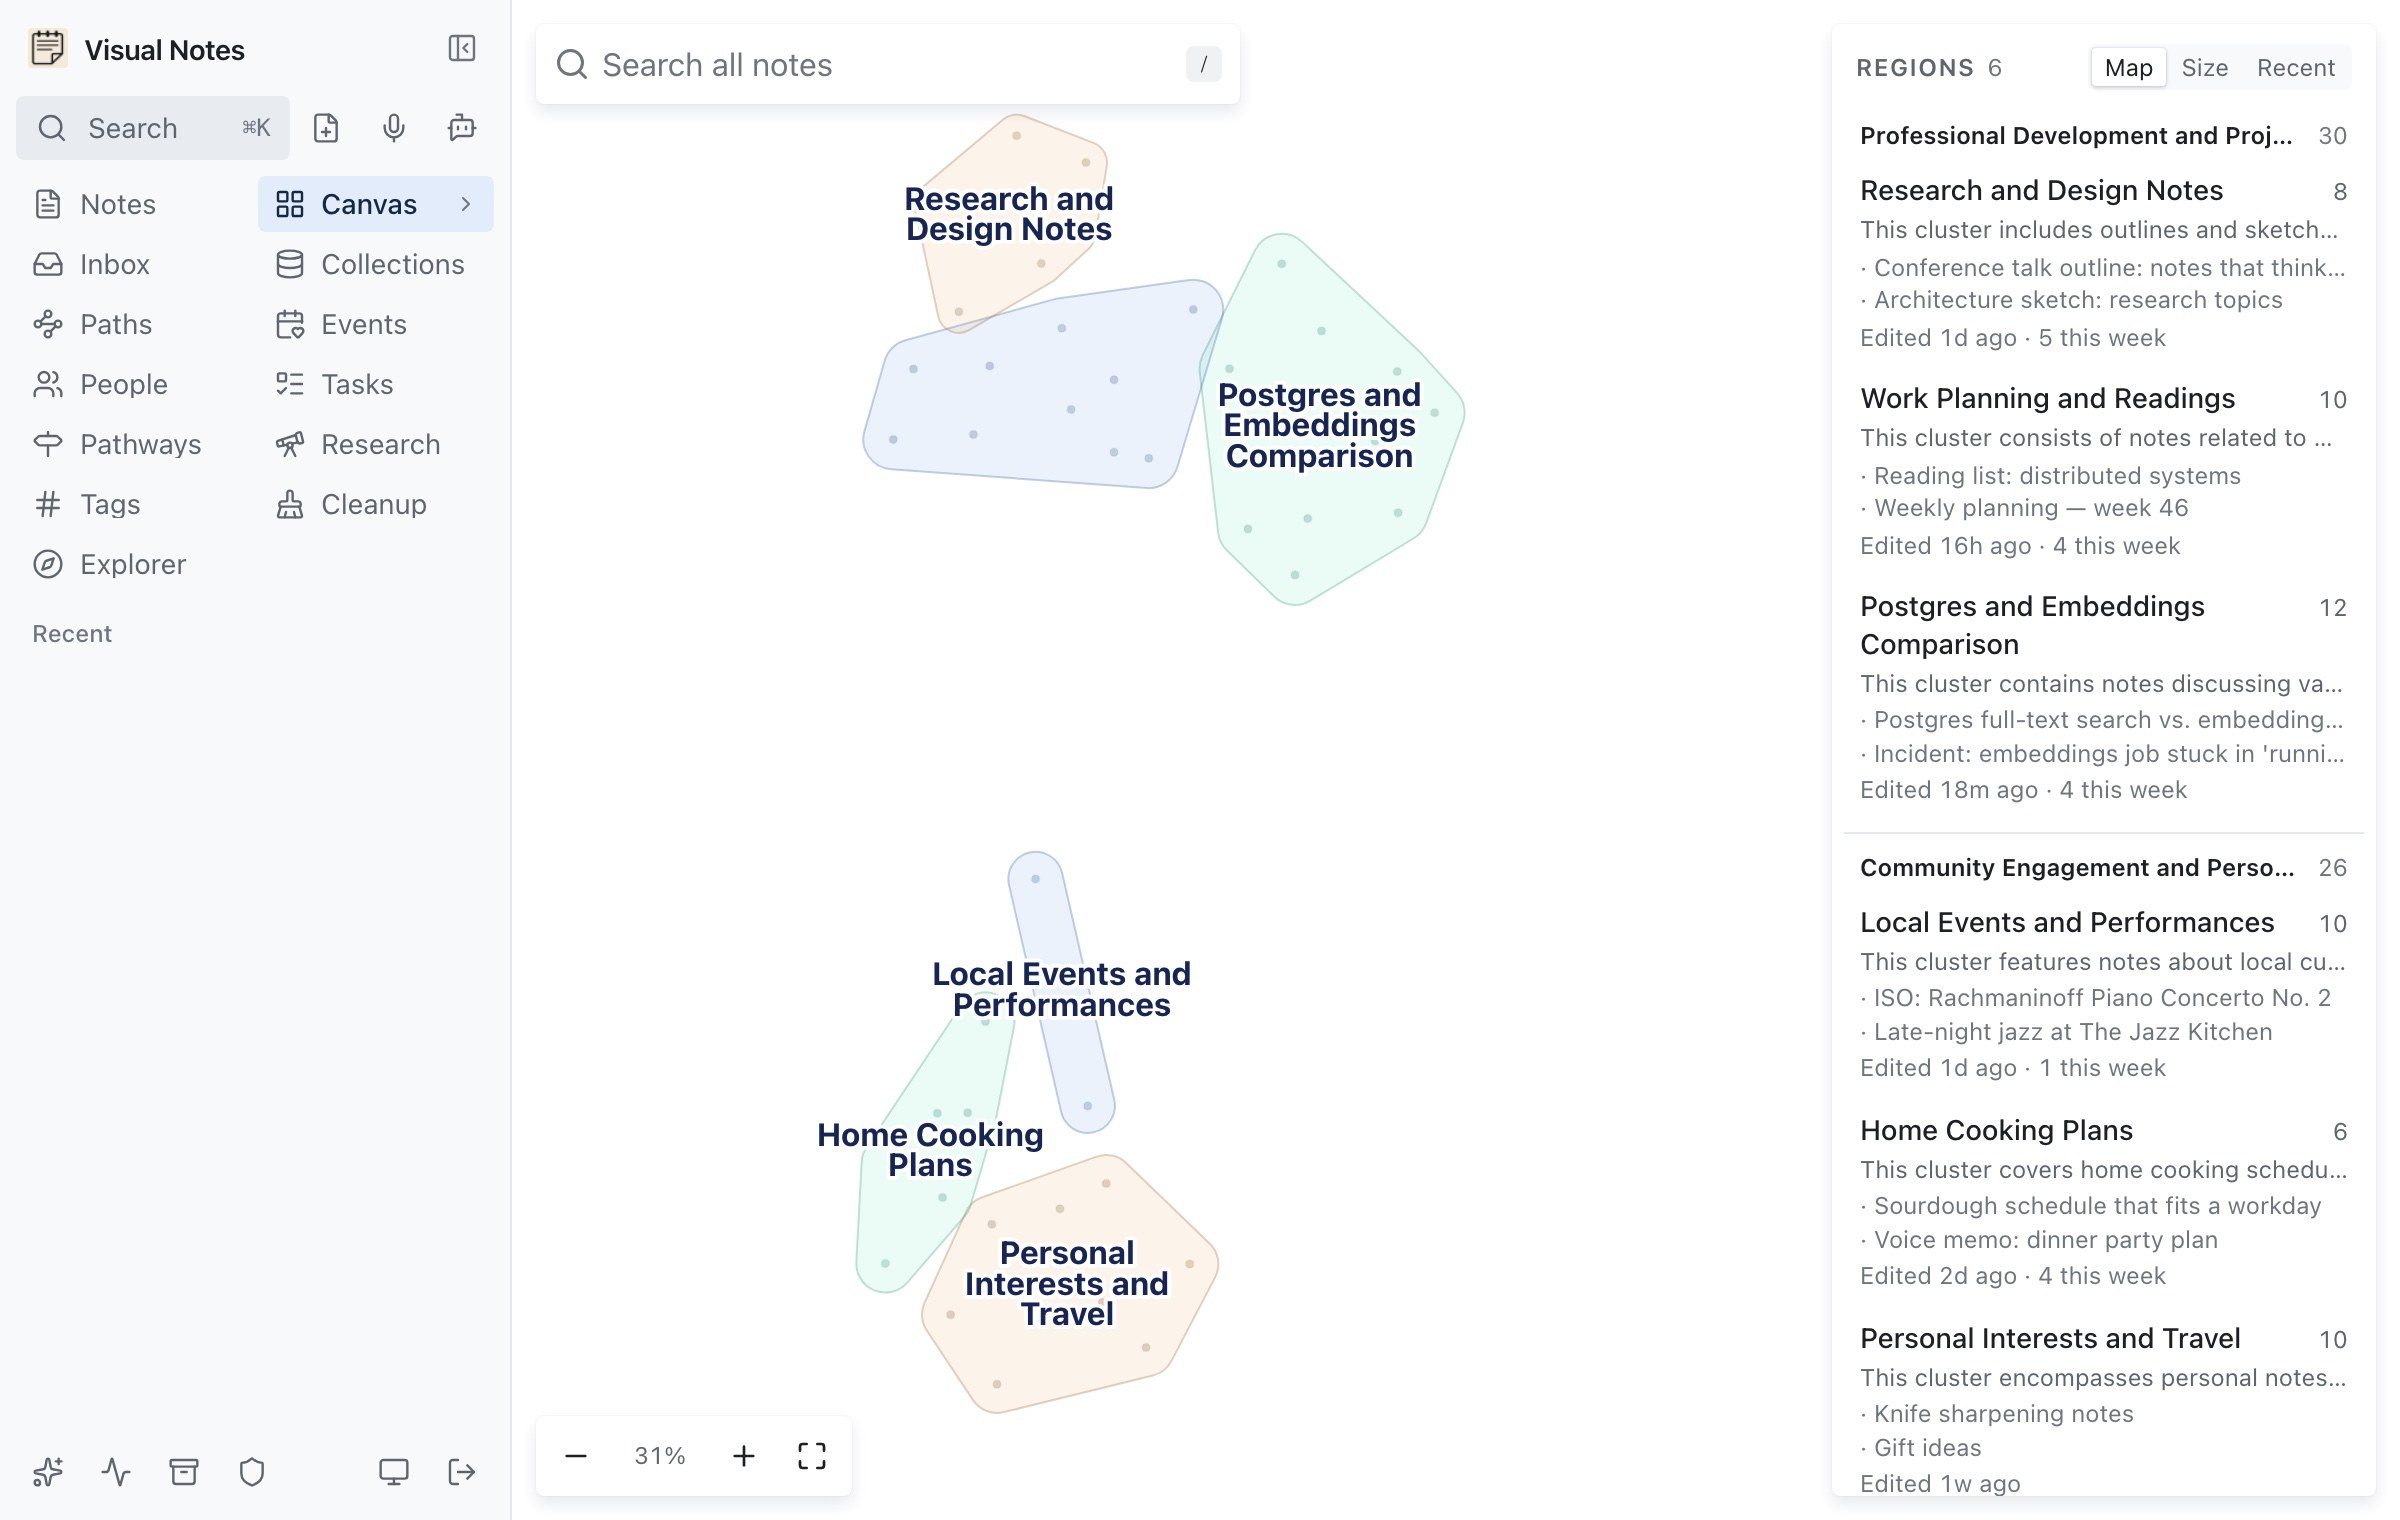 Visual Notes
Search ⌘K
Notes
Canvas
Inbox
Collections
Paths
Events
People
Tasks
Pathways
Research
Tags
Cleanup
Explorer
Recent
Search all notes /
Research and
Design Notes
Postgres and
Embeddings
Comparison
Local Events and
Performances
Home Cooking
Plans
Personal
Interests and
Travel
31%
REGIONS 6
Map Size Recent
Professional Development and Proj... 30
Research and Design Notes 8
This cluster includes outlines and sketch...
· Conference talk outline: notes that think...
· Architecture sketch: research topics
Edited 1d ago · 5 this week
Work Planning and Readings 10
This cluster consists of notes related to ...
· Reading list: distributed systems
· Weekly planning — week 46
Edited 16h ago · 4 this week
Postgres and Embeddings 12
Comparison
This cluster contains notes discussing va...
· Postgres full-text search vs. embedding...
· Incident: embeddings job stuck in 'runni...
Edited 18m ago · 4 this week
Community Engagement and Perso... 26
Local Events and Performances 10
This cluster features notes about local cu...
· ISO: Rachmaninoff Piano Concerto No. 2
· Late-night jazz at The Jazz Kitchen
Edited 1d ago · 1 this week
Home Cooking Plans 6
This cluster covers home cooking schedu...
· Sourdough schedule that fits a workday
· Voice memo: dinner party plan
Edited 2d ago · 4 this week
Personal Interests and Travel 10
This cluster encompasses personal notes...
· Knife sharpening notes
· Gift ideas
Edited 1w ago